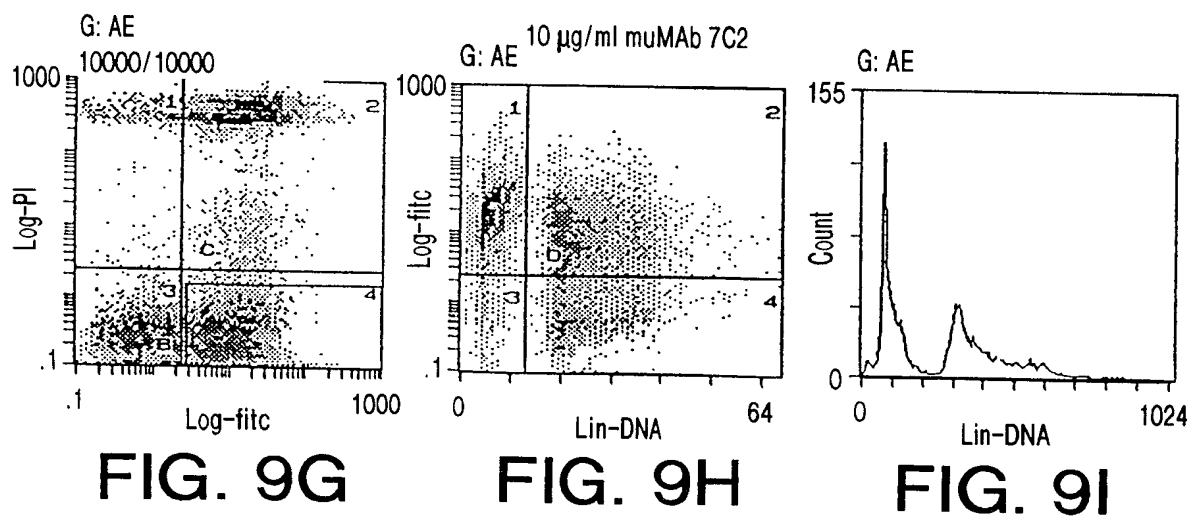 G: AE
10000/10000
1000
Log-PI
.1
1
2
C
3
B
4
.1
1000
Log-fitc
FIG. 9G
10 µg/ml muMAb 7C2
G: AE
1000
Log-fitc
.1
1
2
D
3
4
0
64
Lin-DNA
FIG. 9H
G: AE
155
Count
0
0
1024
Lin-DNA
FIG. 9I